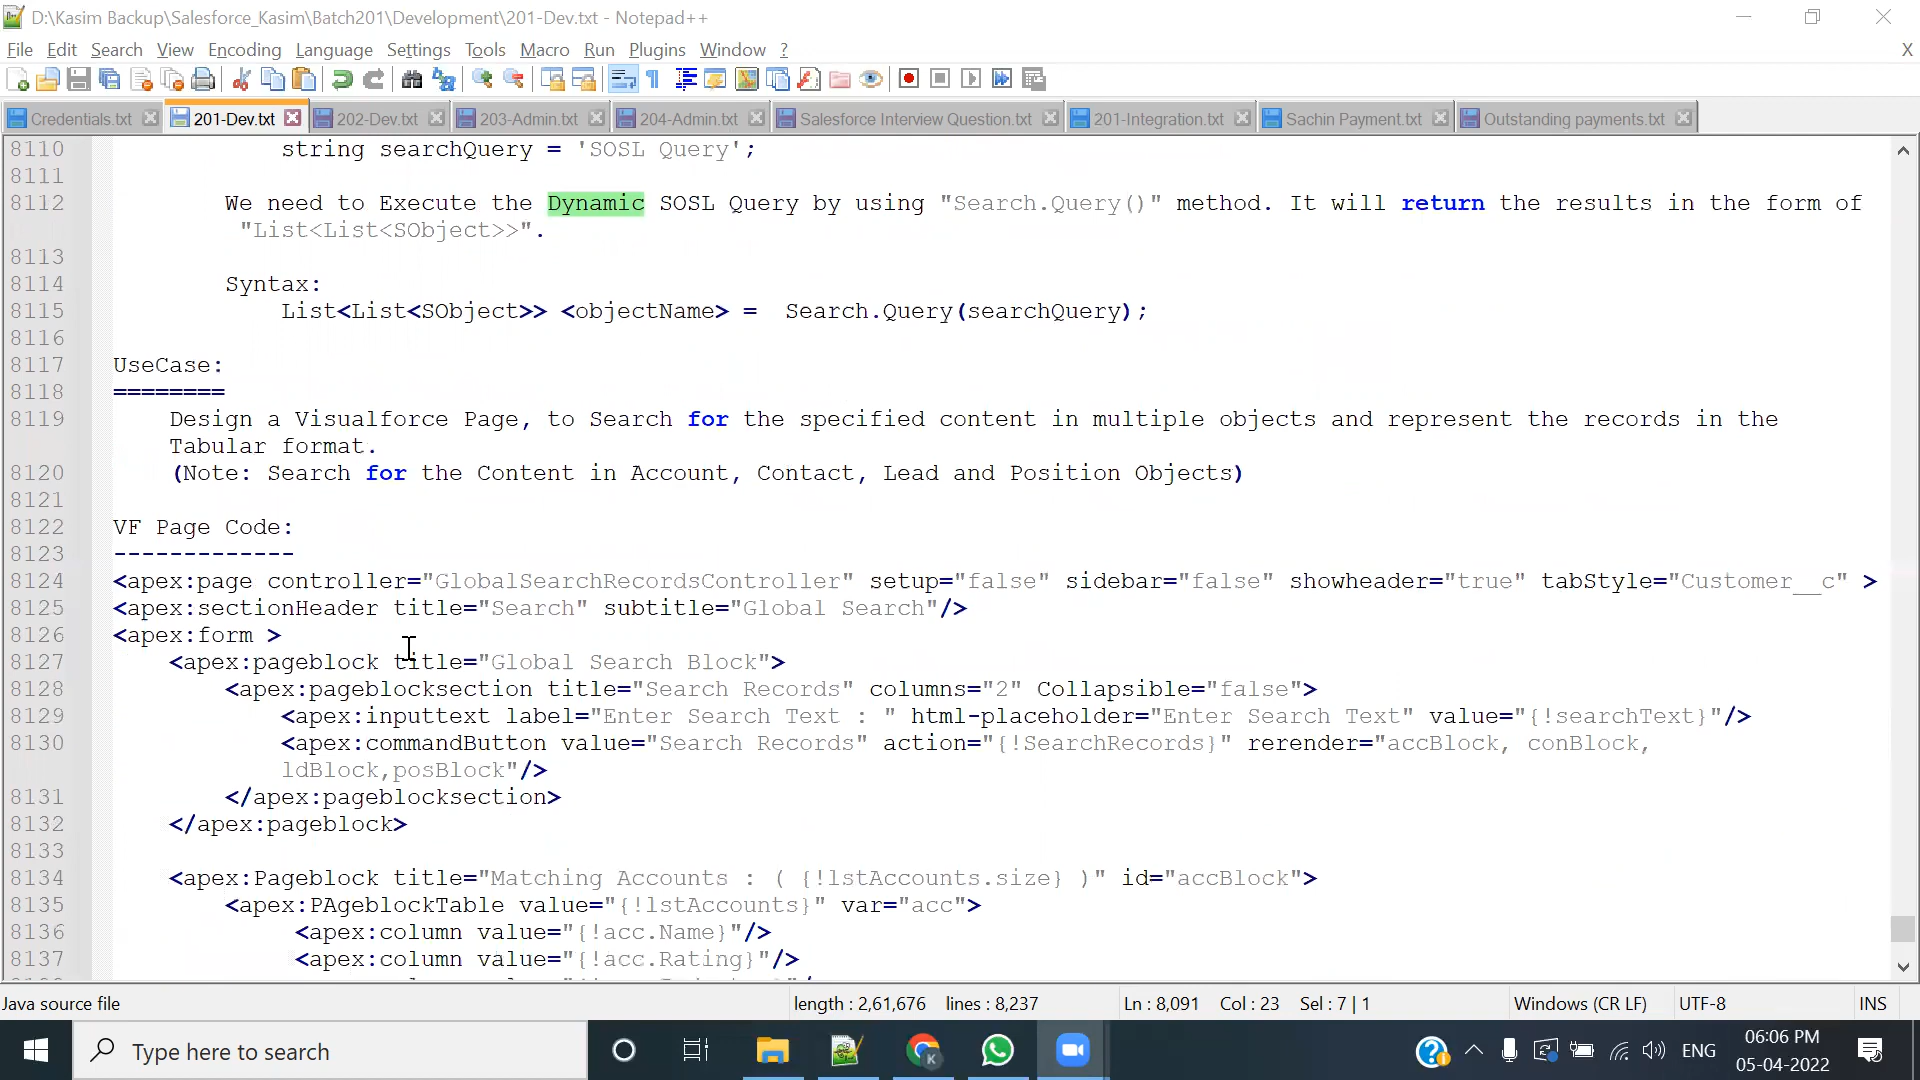 D:\Kasim Backup\Salesforce_Kasim\Batch201\Development\201-Dev.txt - Notepad++
File Edit Search View Encoding Language Settings Tools Macro Run Plugins Window ? X
Credentials.txt 201-Dev.txt 202-Dev.txt 203-Admin.txt 204-Admin.txt Salesforce Interview Question.txt 201-Integration.txt Sachin Payment.txt Outstanding payments.txt
8110 string searchQuery = 'SOSL Query';
8111
8112 We need to Execute the Dynamic SOSL Query by using "Search.Query()" method. It will return the results in the form of
"List<List<SObject>>".
8113
8114 Syntax:
8115 List<List<SObject>> <objectName> = Search.Query(searchQuery);
8116
8117 UseCase:
8118 ========
8119 Design a Visualforce Page, to Search for the specified content in multiple objects and represent the records in the
Tabular format.
8120 (Note: Search for the Content in Account, Contact, Lead and Position Objects)
8121
8122 VF Page Code:
8123 -------------
8124 <apex:page controller="GlobalSearchRecordsController" setup="false" sidebar="false" showheader="true" tabStyle="Customer__c" >
8125 <apex:sectionHeader title="Search" subtitle="Global Search"/>
8126 <apex:form >
8127 <apex:pageblock title="Global Search Block">
8128 <apex:pageblocksection title="Search Records" columns="2" Collapsible="false">
8129 <apex:inputtext label="Enter Search Text : " html-placeholder="Enter Search Text" value="{!searchText}"/>
8130 <apex:commandButton value="Search Records" action="{!SearchRecords}" rerender="accBlock, conBlock,
ldBlock,posBlock"/>
8131 </apex:pageblocksection>
8132 </apex:pageblock>
8133
8134 <apex:Pageblock title="Matching Accounts : ( {!lstAccounts.size} )" id="accBlock">
8135 <apex:PAgeblockTable value="{!lstAccounts}" var="acc">
8136 <apex:column value="{!acc.Name}"/>
8137 <apex:column value="{!acc.Rating}"/>
Java source file length : 2,61,676 lines : 8,237 Ln : 8,091 Col : 23 Sel : 7 | 1 Windows (CR LF) UTF-8 INS
Type here to search
ENG
06:06 PM
05-04-2022